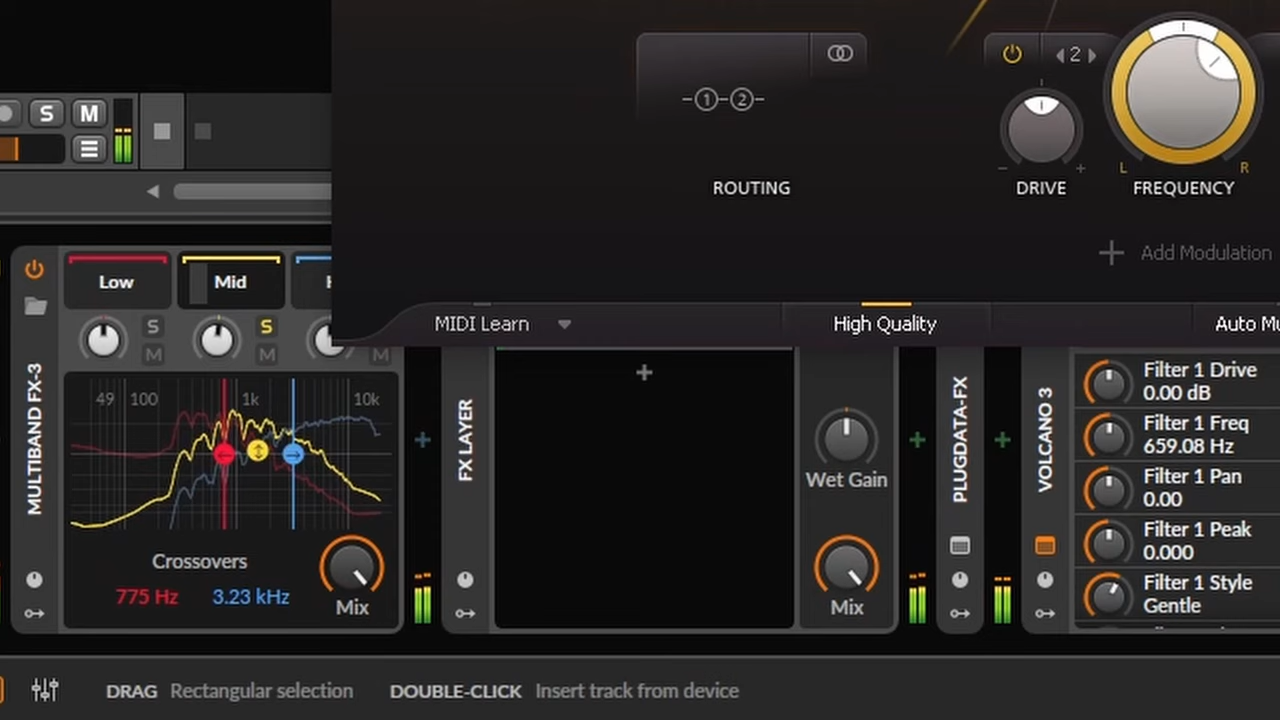 S M
2
1 2
L R
- +
ROUTING
DRIVE
FREQUENCY
Add Modulation
MIDI Learn
High Quality
MULTIBAND FX-3
Low
Mid
S
M
S
M
M
49 100 1k 10k
Crossovers
775 Hz 3.23 kHz
Mix
FX LAYER
+
Wet Gain
Mix
PLUGDATA-FX
VOLCANO 3
Filter 1 Drive
0.00 dB
Filter 1 Freq
659.08 Hz
Filter 1 Pan
0.00
Filter 1 Peak
0.000
Filter 1 Style
Gentle
DRAG Rectangular selection DOUBLE-CLICK Insert track from device